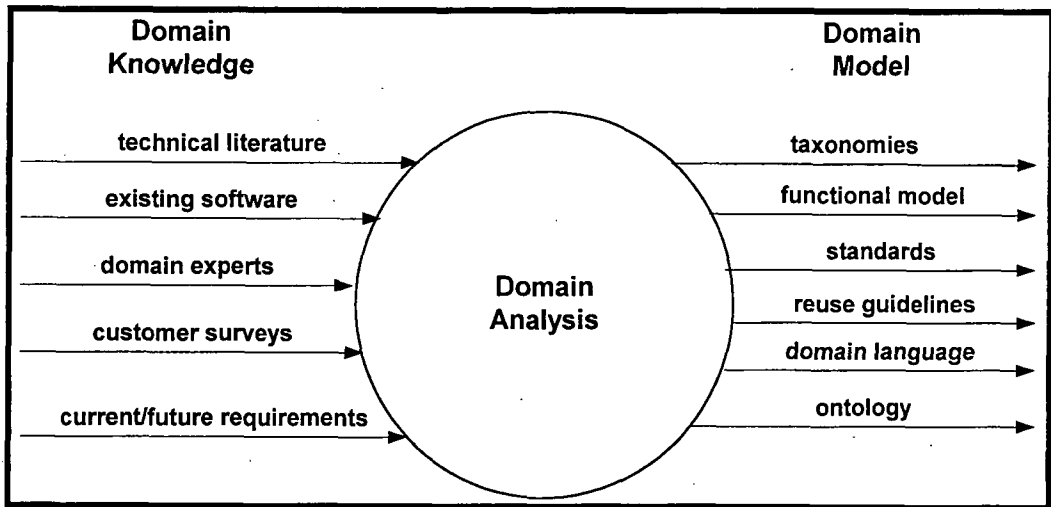 Domain
Knowledge
technical literature
existing software
domain experts
customer surveys
current/future requirements
Domain
Analysis
Domain
Model
taxonomies
functional model
standards
reuse guidelines
domain language
ontology